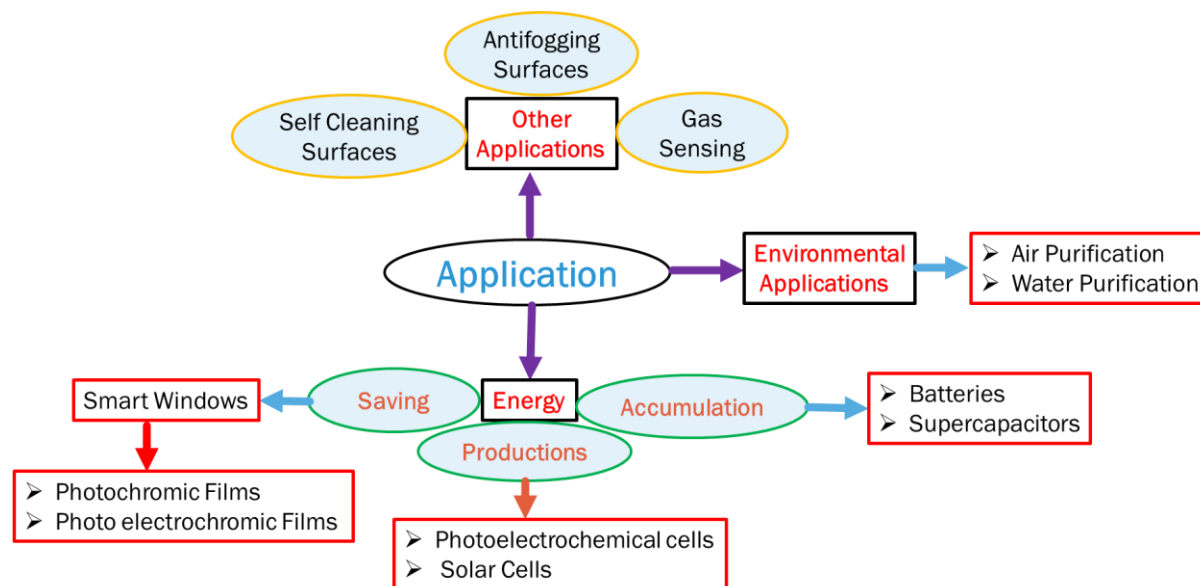 Antifogging
Surfaces
Self Cleaning
Surfaces
Other
Applications
Gas
Sensing
Application
Environmental
Applications
➢ Air Purification
➢ Water Purification
Smart Windows
Saving
Energy
Accumulation
➢ Batteries
➢ Supercapacitors
Productions
➢ Photochromic Films
➢ Photo electrochromic Films
➢ Photoelectrochemical cells
➢ Solar Cells